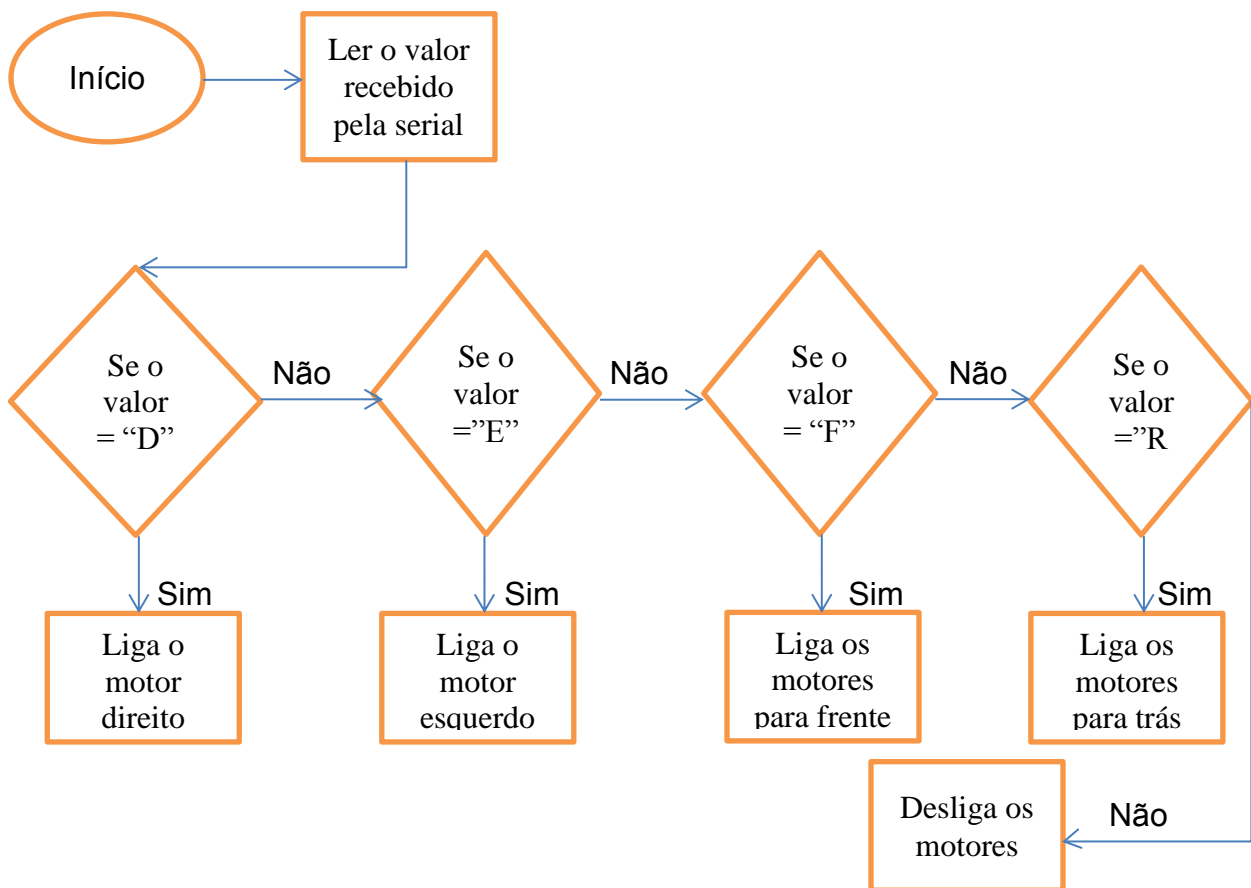 Início
Ler o valor
recebido
pela serial
Se o
valor
= “D”
Não
Se o
valor
=”E”
Não
Se o
valor
= “F”
Não
Se o
valor
=”R
Sim
Sim
Sim
Sim
Liga o
motor
direito
Liga o
motor
esquerdo
Liga os
motores
para frente
Liga os
motores
para trás
Desliga os
motores
Não